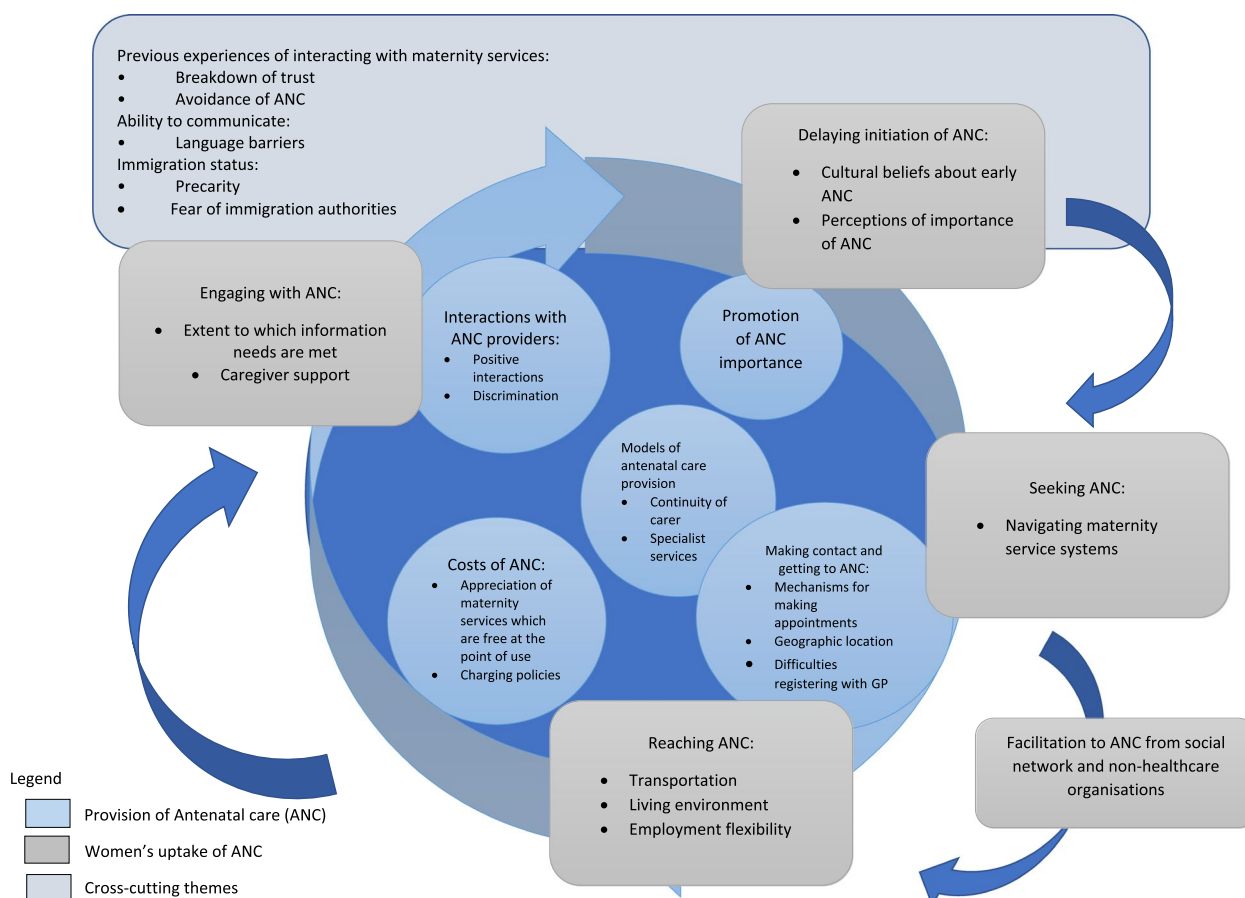 Previous experiences of interacting with maternity services:
• Breakdown of trust
• Avoidance of ANC
Ability to communicate:
• Language barriers
Immigration status:
• Precarity
• Fear of immigration authorities
Delaying initiation of ANC:
• Cultural beliefs about early
ANC
• Perceptions of importance
of ANC
Engaging with ANC:
• Extent to which information
needs are met
• Caregiver support
Interactions with
ANC providers:
• Positive
interactions
• Discrimination
Promotion
of ANC
importance
Models of
antenatal care
provision
• Continuity of
carer
• Specialist
services
Seeking ANC:
• Navigating maternity
service systems
Costs of ANC:
• Appreciation of
maternity
services which
are free at the
point of use
• Charging policies
Making contact and
getting to ANC:
• Mechanisms for
making
appointments
• Geographic location
• Difficulties
registering with GP
Reaching ANC:
• Transportation
• Living environment
• Employment flexibility
Facilitation to ANC from social
network and non-healthcare
organisations
Legend
Provision of Antenatal care (ANC)
Women's uptake of ANC
Cross-cutting themes